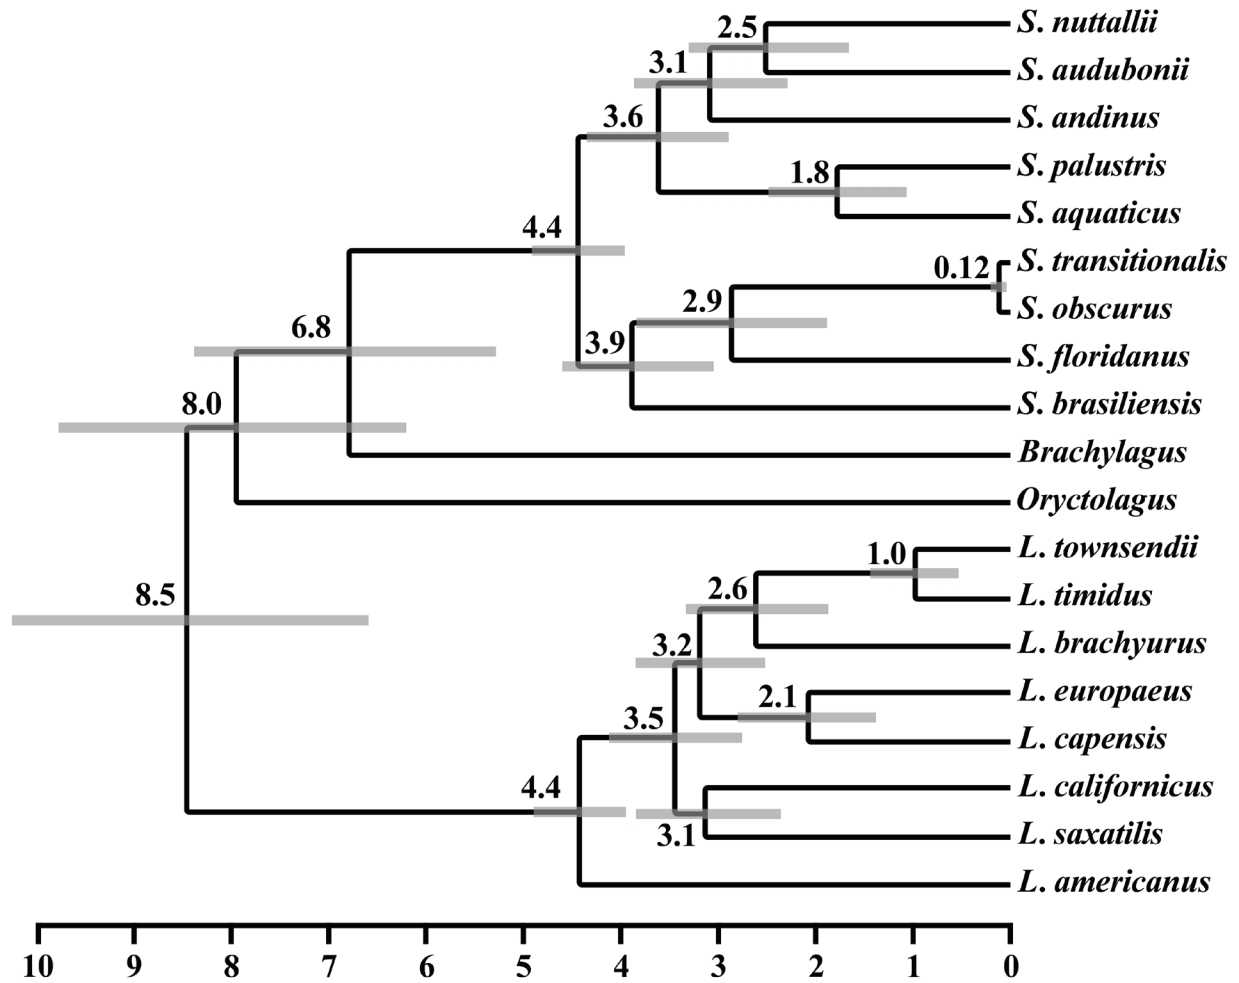 2.5
S. nuttallii
3.1
S. audubonii
3.6
S. andinus
1.8
S. palustris
4.4
S. aquaticus
0.12
S. transitionalis
2.9
S. obscurus
6.8
3.9
S. floridanus
8.0
S. brasiliensis
Brachylagus
Oryctolagus
1.0
L. townsendii
8.5
2.6
L. timidus
3.2
L. brachyurus
2.1
L. europaeus
3.5
L. capensis
4.4
L. californicus
3.1
L. saxatilis
L. americanus
10 9 8 7 6 5 4 3 2 1 0